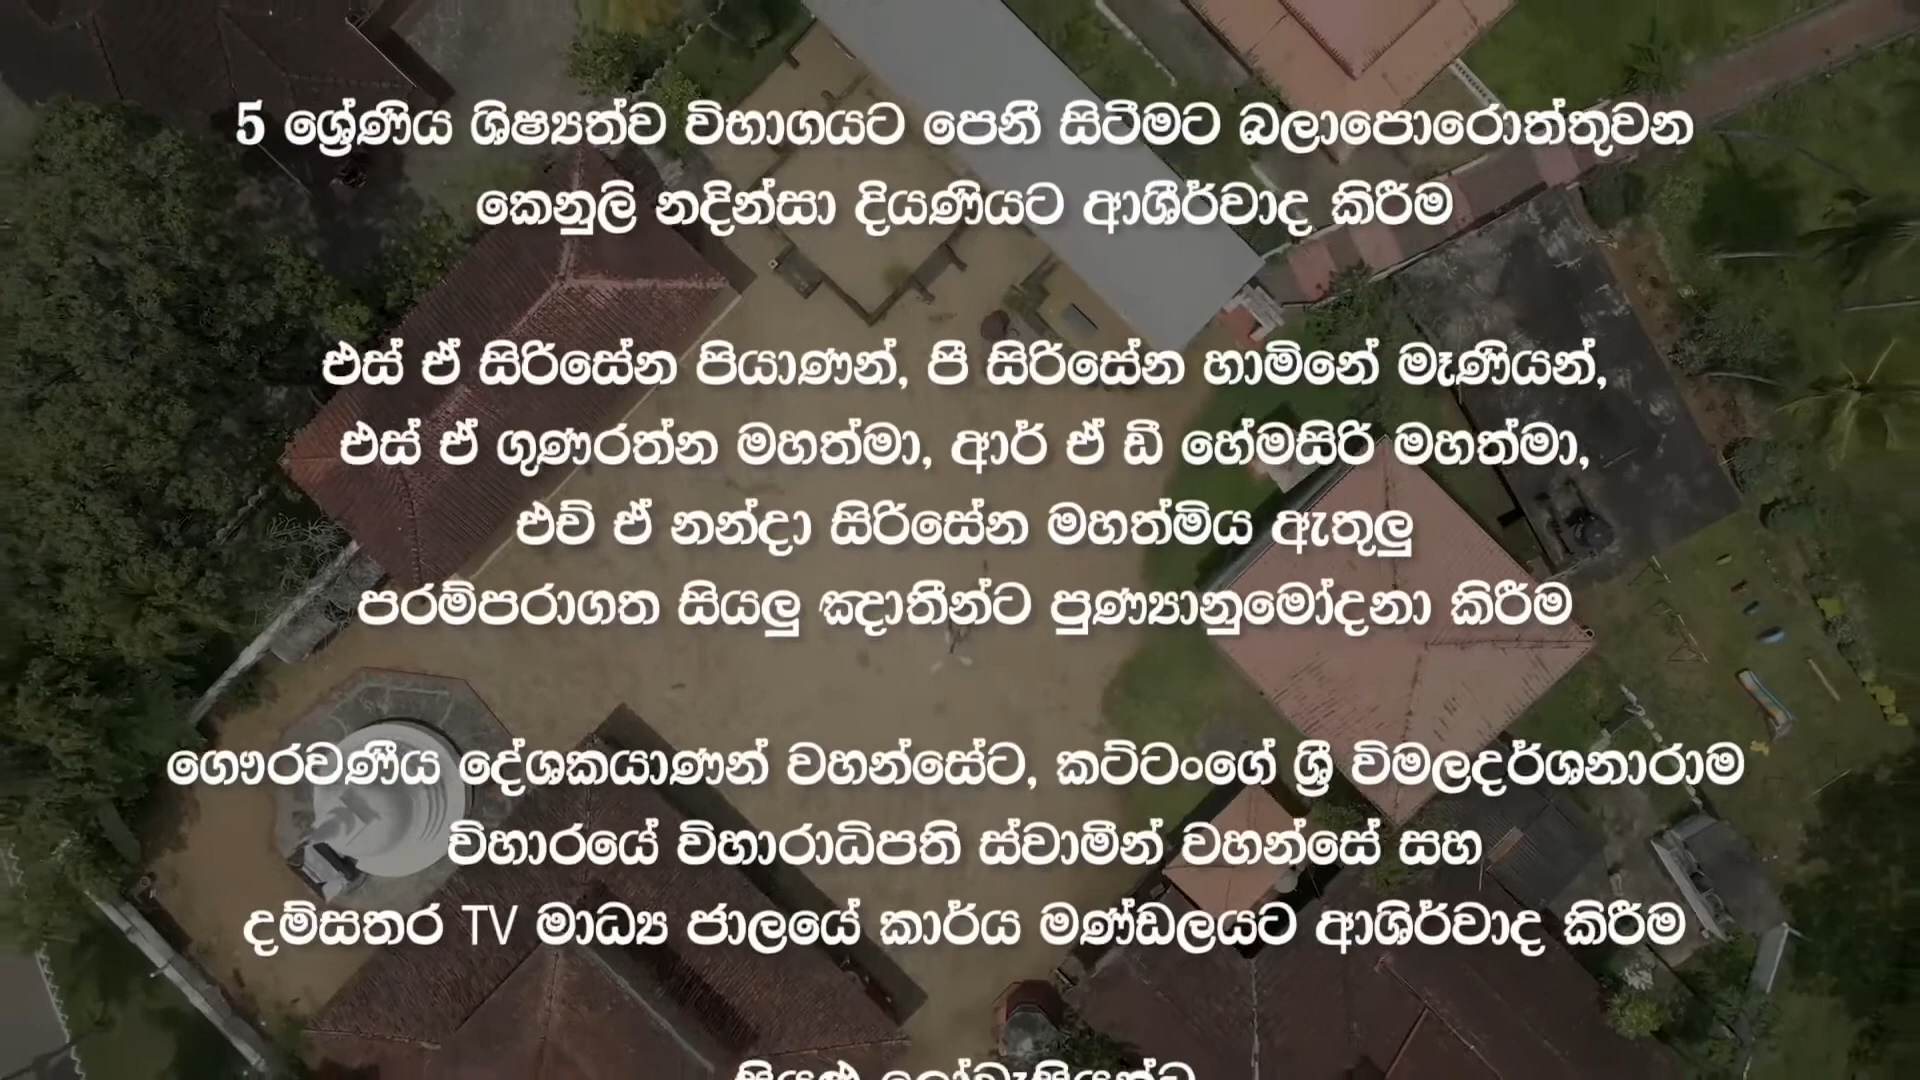 5 ශ්‍රේණිය ශිෂ්‍යත්ව විභාගයට පෙනී සිටීමට බලාපොරොත්තුවන
කෙනුලි නදින්සා දියණියට ආශීර්වාද කිරීම
එස් ඒ සිරිසේන පියාණන්, පී සිරිසේන හාමිනේ මෑණියන්,
එස් ඒ ගුණරත්න මහත්මා, ආර් ඒ ඩී හේමසිරි මහත්මා,
එච් ඒ නන්දා සිරිසේන මහත්මිය ඇතුලු
පරම්පරාගත සියලු ඤාතීන්ට පුණ්‍යානුමෝදනා කිරීම
ගෞරවණීය දේශකයාණන් වහන්සේට, කට්ටංගේ ශ්‍රී විමලදර්ශනාරාම
විහාරයේ විහාරාධිපති ස්වාමීන් වහන්සේ සහ
දම්සතර TV මාධ්‍ය ජාලයේ කාර්ය මණ්ඩලයට ආශිර්වාද කිරීම